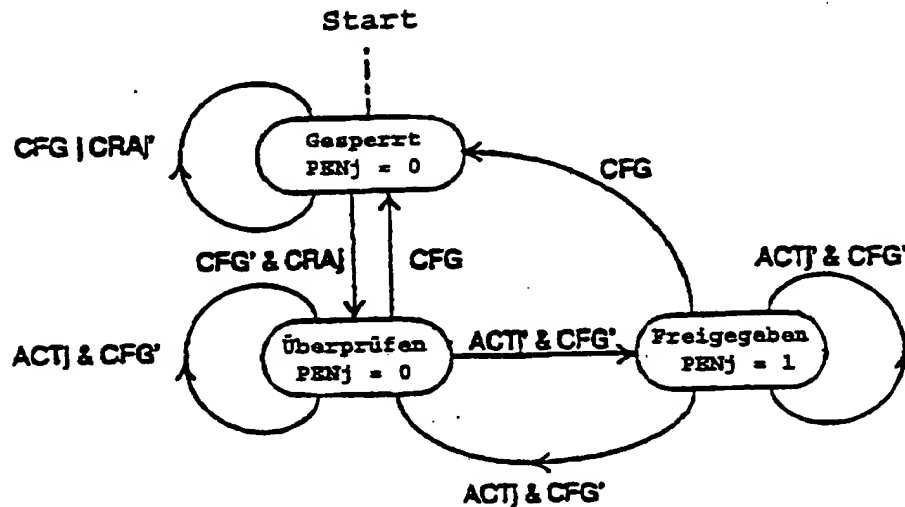 Start
CFG | CRAj'
Gesperrt
PENj = 0
CFG
CFG' & CRAj
CFG
ACTj' & CFG'
ACTj & CFG'
Überprüfen
PENj = 0
ACTj' & CFG'
Freigegeben
PENj = 1
ACTj & CFG'